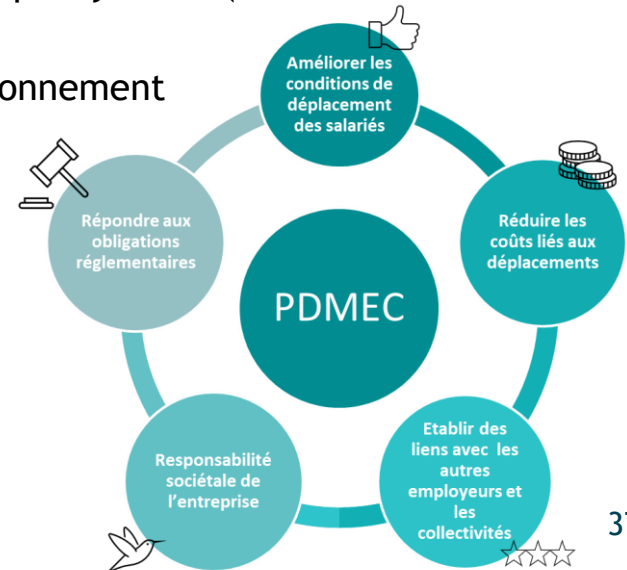 onnement
Améliorer les
conditions de
déplacement
des salariés
Réduire les
coûts liés aux
déplacements
Etablir des
liens avec les
autres
employeurs et
les
collectivités
Responsabilité
sociétale de
l'entreprise
Répondre aux
obligations
réglementaires
PDMEC